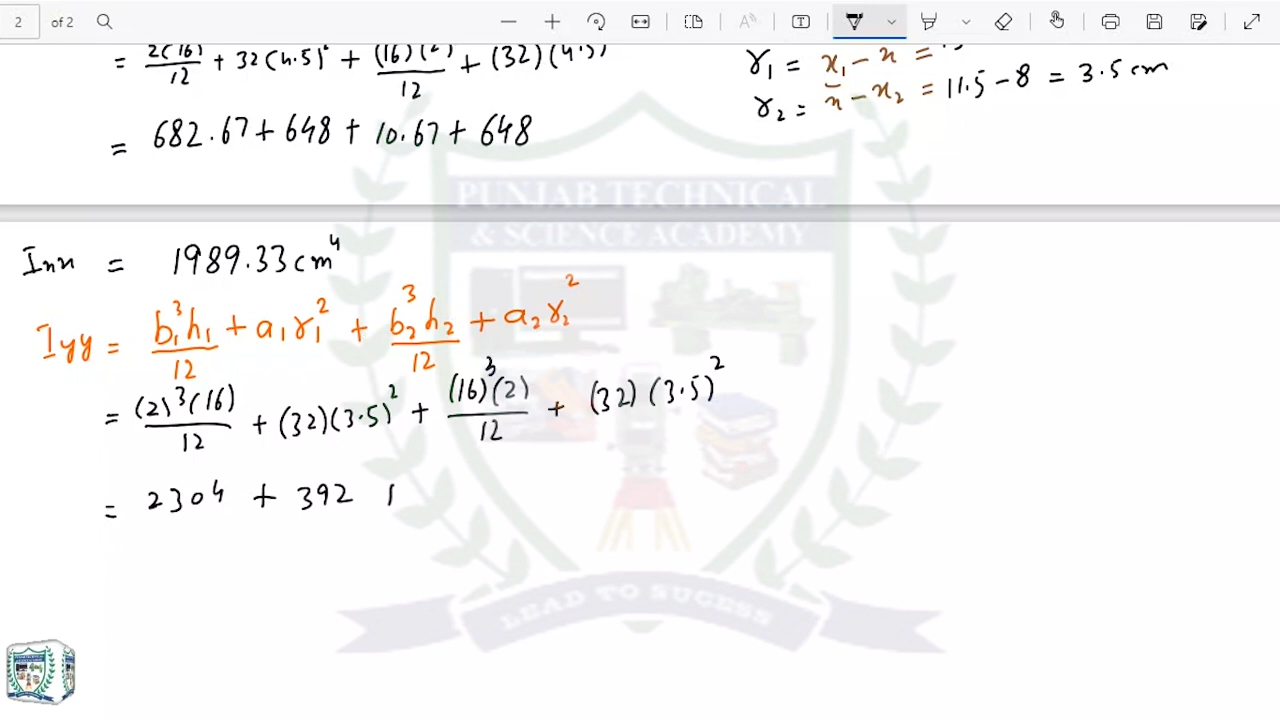 2 of 2
= 2(16)³/12 + 32(4.5)² + (16)(2)³/12 + (32)(4.5)²
r₁ = x₁ - x̄ =
r₂ = x̄ - x₂ = 11.5 - 8 = 3.5 cm
= 682.67 + 648 + 10.67 + 648
PUNJAB TECHNICAL
& SCIENCE ACADEMY
Ixx = 1989.33 cm⁴
Iyy = b₁³h₁/12 + a₁r₁² + b₂³h₂/12 + a₂r₂²
= (2)³(16)/12 + (32)(3.5)² + (16)³(2)/12 + (32)(3.5)²
= 2304 + 392
LEAD TO SUCESS